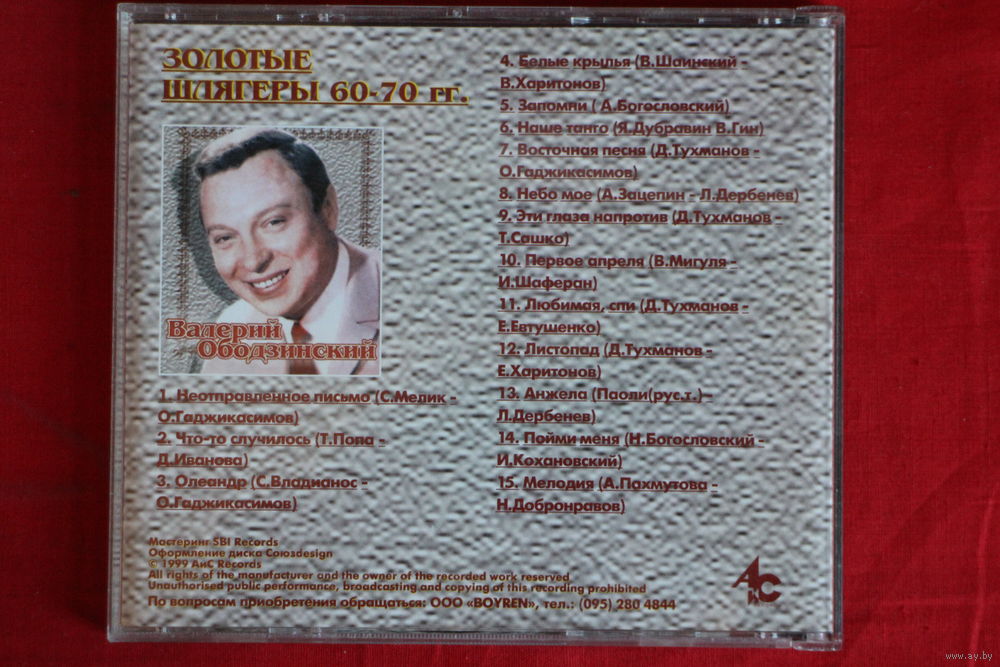 ЗОЛОТЫЕ
ШЛЯГЕРЫ 60-70 гг.
Валерий
Ободзинский
1. Неотправленное письмо (С.Медик -
О.Гаджикасимов)
2. Что-то случилось (Т.Попа -
Д.Иванова)
3. Олеандр (С.Владианос -
О.Гаджикасимов)
4. Белые крылья (В.Шаинский -
В.Харитонов)
5. Запомни ( А.Богословский)
6. Наше танго (Я.Дубравин В.Гин)
7. Восточная песня (Д.Тухманов -
О.Гаджикасимов)
8. Небо мое (А.Зацепин - Л.Дербенев)
9. Эти глаза напротив (Д.Тухманов -
Т.Сашко)
10. Первое апреля (В.Мигуля -
И.Шаферан)
11. Любимая, спи (Д.Тухманов -
Е.Евтушенко)
12. Листопад (Д.Тухманов -
Е.Харитонов)
13. Анжела (Паоли(рус.т.)-
Л.Дербенев)
14. Пойми меня (Н.Богословский -
И.Кохановский)
15. Мелодия (А.Пахмутова -
Н.Добронравов)
Мастеринг SBI Records
Оформление диска Союзdesign
© 1999 АиС Records
All rights of the manufacturer and the owner of the recorded work reserved
Unauthorised public performance, broadcasting and copying of this recording prohibited
По вопросам приобретения обращаться: ООО «BOYREN», тел.: (095) 280 4844
АиС
www.ay.by